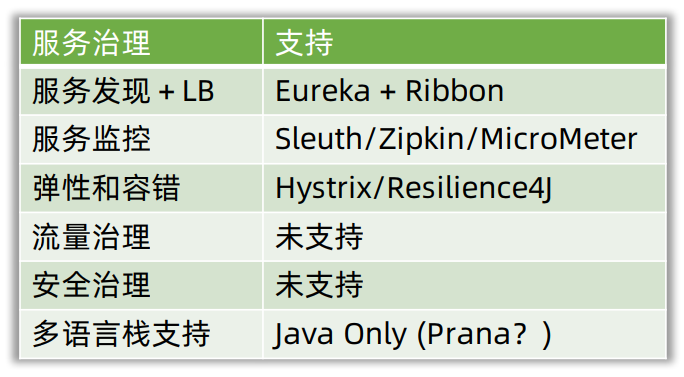 服务治理 支持
服务发现 + LB Eureka + Ribbon
服务监控 Sleuth/Zipkin/MicroMeter
弹性和容错 Hystrix/Resilience4J
流量治理 未支持
安全治理 未支持
多语言栈支持 Java Only (Prana？)